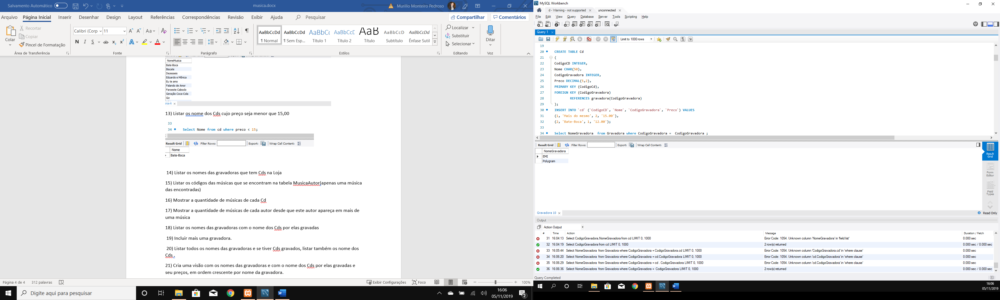 Salvamento Automático
musica.docx
Murillo Monteiro Pedroso
Arquivo Página Inicial Inserir Desenhar Design Layout Referências Correspondências Revisão Exibir Ajuda Pesquisar
Compartilhar Comentários
Colar
Recortar
Copiar
Pincel de Formatação
Área de Transferência
Calibri (Corp 11
N I S ab x₂ x²
Fonte
Parágrafo
AaBbCcDd AaBbCcDd AaBbC AaBbCcC AaB AaBbCcD AaBbCcDd
¶ Normal ¶ Sem Esp... Título 1 Título 2 Título Subtítulo Ênfase Sutil
Estilos
Localizar
Substituir
Selecionar
Editando
Ditar
Voz
NomeMusica
Bate-Boca
Biscate
Dezesseis
Eduardo e Mônica
Eu te amo
Falando de Amor
Faroeste Caboclo
Geração Coca-Cola
Giz
sica 6
13) Listar os nome dos Cds cujo preço seja menor que 15,00
33
34 Select Nome from cd where preco < 15;
Result Grid Filter Rows: Export: Wrap Cell Content:
Nome
Bate-Boca
14) Listar os nomes das gravadoras que tem Cds na Loja
15) Listar os códigos das músicas que se encontram na tabela MusicaAutor(apenas uma música
das encontradas)
16) Mostrar a quantidade de músicas de cada Cd
17) Mostrar a quantidade de músicas de cada autor desde que este autor apareça em mais de
uma música
18) Listar os nomes das gravadoras com o nome dos Cds por elas gravadas
19) Incluir mais uma gravadora.
20) Listar todos os nomes das gravadoras e se tiver Cds gravados, listar também os nome dos
Cds .
21) Cria uma visão com os nomes das gravadoras e com o nome dos Cds por elas gravadas e
seu preços, em ordem crescente por nome da gravadora.
Página 4 de 4 312 palavras
Exibir Configurações Foco
100%
Digite aqui para pesquisar
16:06
05/11/2019
2
MySQL Workbench
d - Warning - not supported
unconnected
File Edit View Query Database Server Tools Scripting Help
Query 1
Limit to 1000 rows
19
20 CREATE TABLE Cd
21 (
22 CodigoCD INTEGER,
23 Nome CHAR(50),
24 CodigoGravadora INTEGER,
25 Preco DECIMAL(5,2),
26 PRIMARY KEY (CodigoCd),
27 FOREIGN KEY (CodigoGravadora)
28 REFERENCES gravadora(CodigoGravadora)
29 );
30 INSERT INTO `cd` (`CodigoCD`, `Nome`, `CodigoGravadora`, `Preco`) VALUES
31 (1, 'Mais do mesmo', 2, '15.00'),
32 (2, 'Bate-Boca', 1, '12.00');
33
34 Select NomeGravadora from Gravadora where CodigoGravadora = CodigoGravadora ;
Result Grid Filter Rows: Export: Wrap Cell Content:
NomeGravadora
EMI
Polygram
Result Grid
Form Editor
Field Types
Gravadora 10
Read Only
Output
Action Output
# Time Action Message Duration / Fetch
31 16:04:13 Select CodigoGravadora,NomeGravadora from cd LIMIT 0, 1000 Error Code: 1054. Unknown column 'NomeGravadora' in 'field list' 0.000 sec
32 16:04:19 Select CodigoGravadora from cd LIMIT 0, 1000 2 row(s) returned 0.000 sec / 0.000 sec
33 16:05:44 Select NomeGravadora from Gravadora where CodigoGravadora = CodigoGravadora.cd LIMIT 0, 1000 Error Code: 1054. Unknown column 'CodigoGravadora.cd' in 'where clause' 0.000 sec
34 16:06:20 Select NomeGravadora from Gravadora where CodigoGravadora = cd.CodigoGravadora LIMIT 0, 1000 Error Code: 1054. Unknown column 'cd.CodigoGravadora' in 'where clause' 0.000 sec
35 16:06:29 Select NomeGravadora from Gravadora where CodigoGravadora = cd . CodigoGravadora LIMIT 0, 1000 Error Code: 1054. Unknown column 'cd.CodigoGravadora' in 'where clause' 0.000 sec
36 16:06:36 Select NomeGravadora from Gravadora where CodigoGravadora = CodigoGravadora LIMIT 0, 1000 2 row(s) returned 0.000 sec / 0.000 sec
Query Completed
16:06
05/11/2019